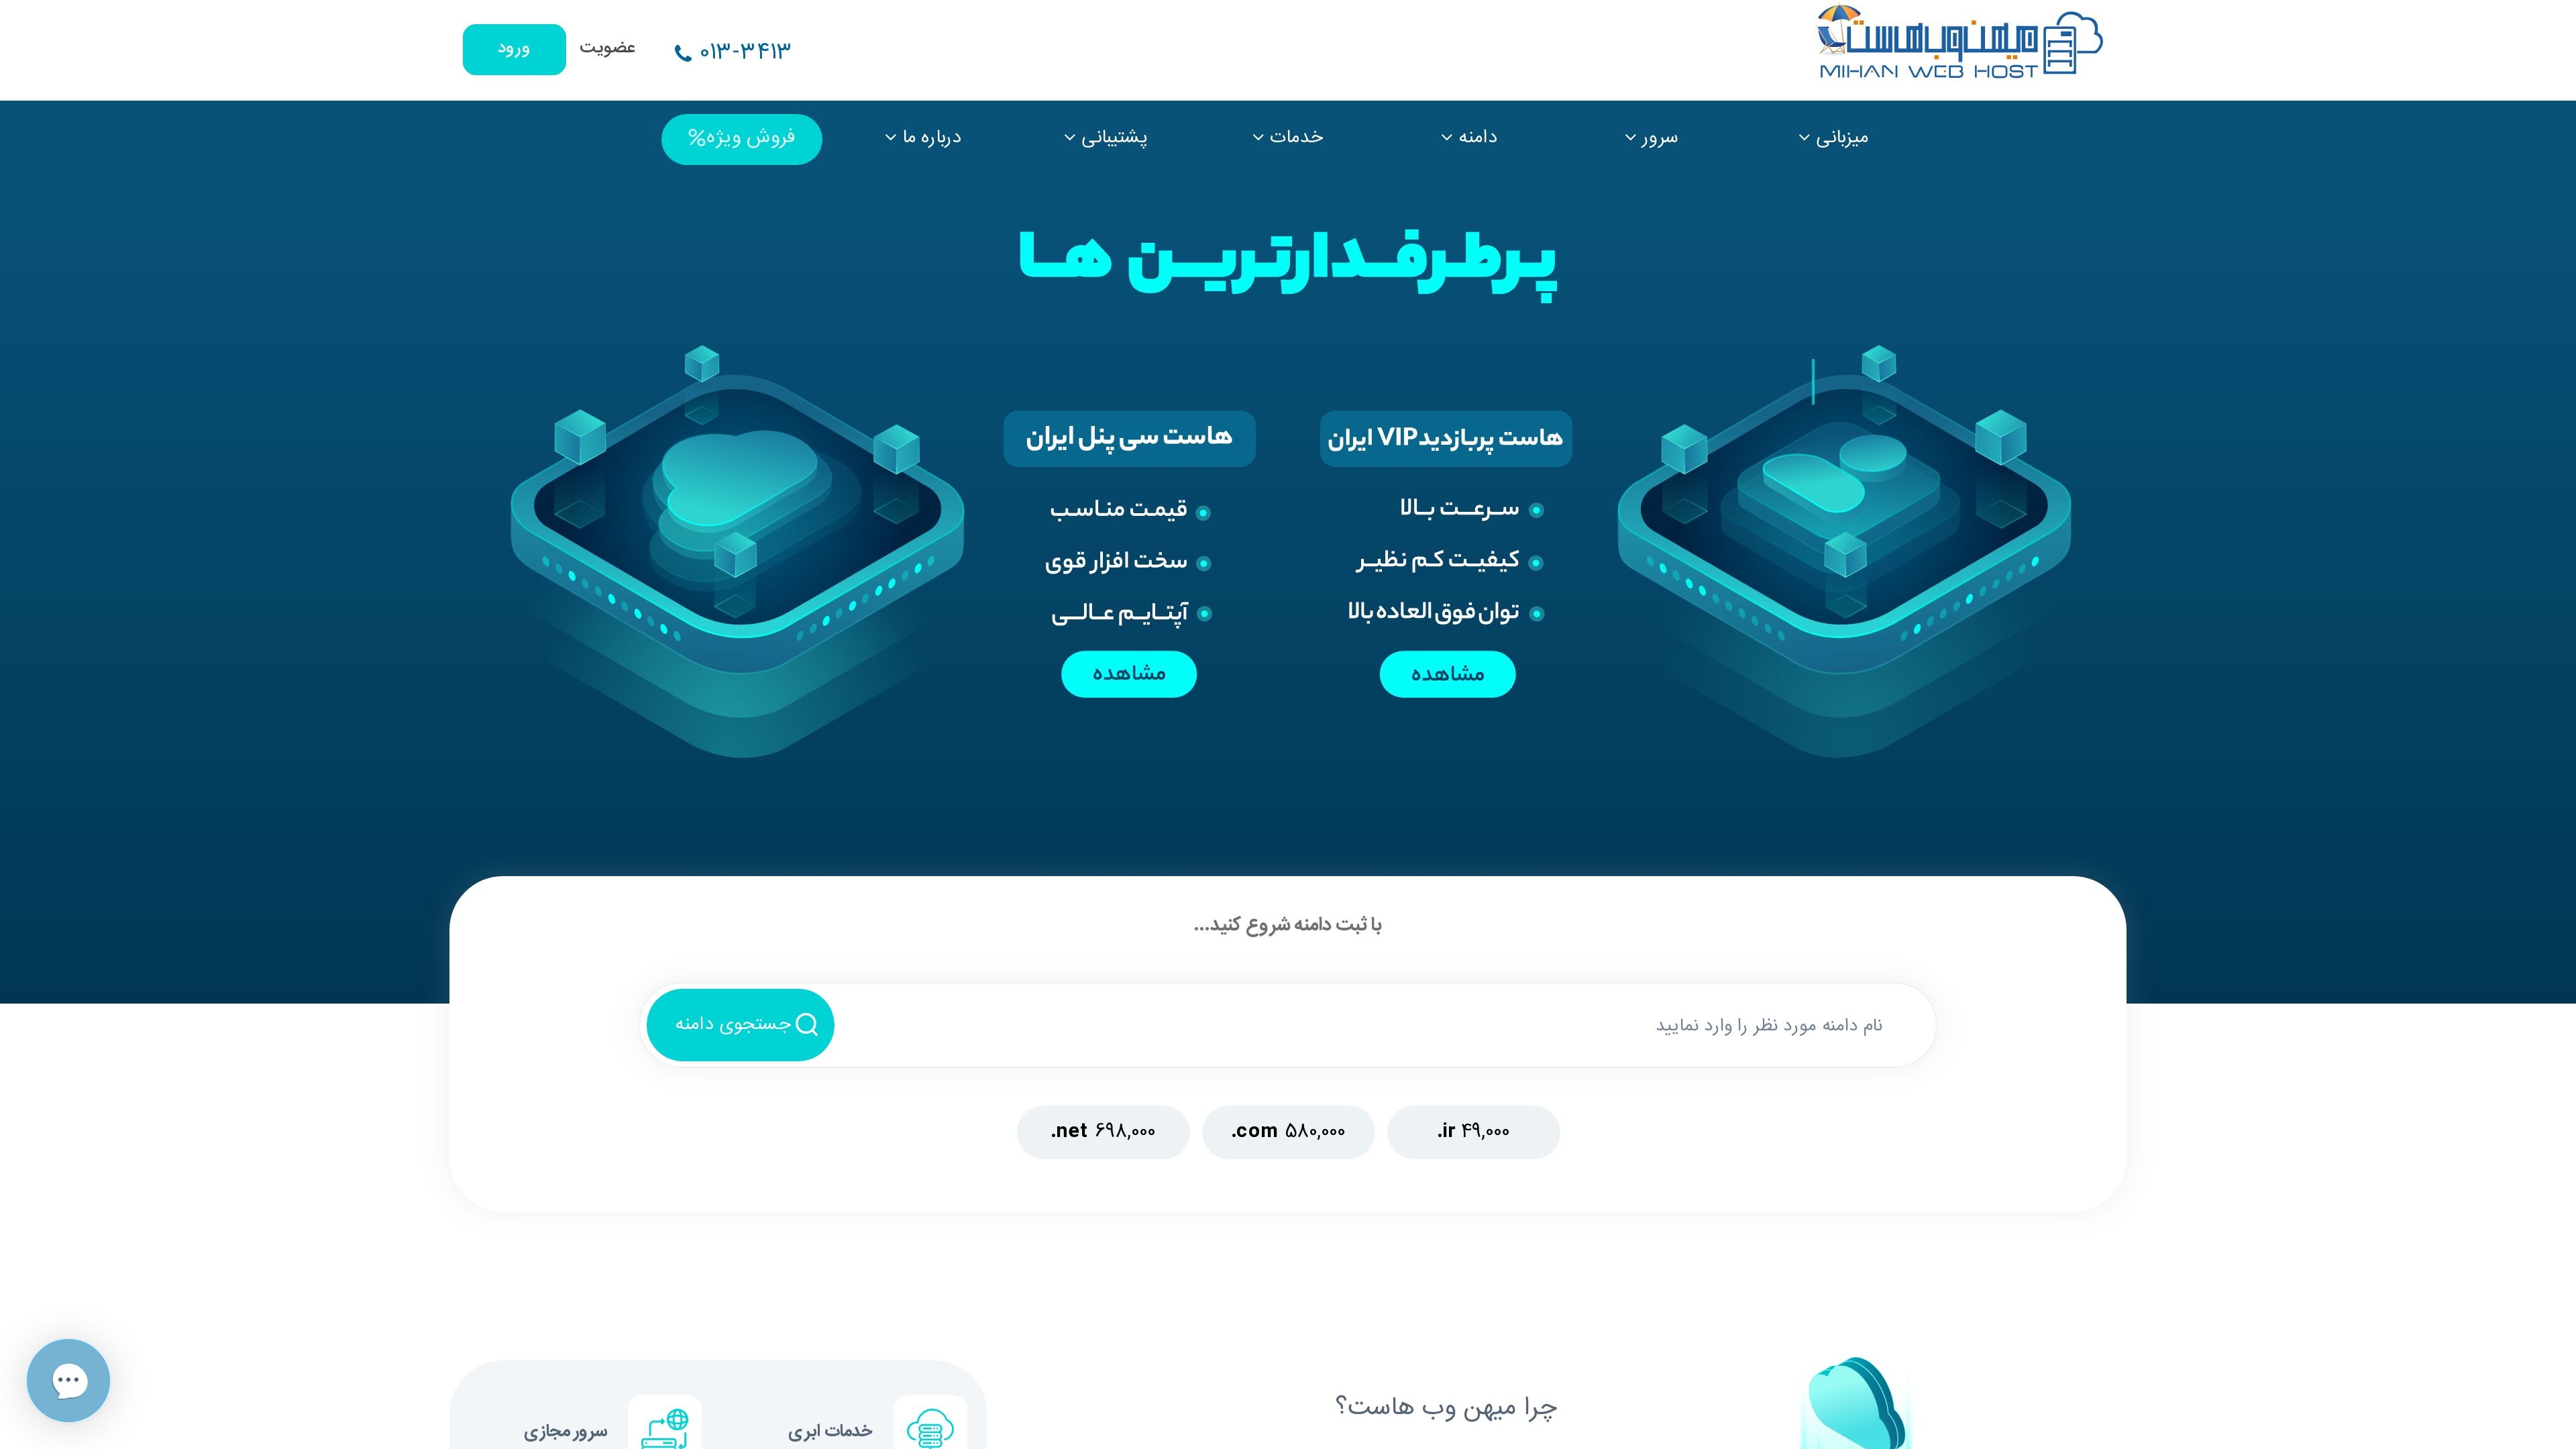 میهن وب هاست
MIHAN WEB HOST
۰۱۳-۳۴۱۳
عضویت
ورود
میزبانی
سرور
دامنه
خدمات
پشتیبانی
درباره ما
فروش ویژه%
پرطرفدارترین ها
هاست پربازدید VIP ایران
سرعت بالا
کیفیت کم نظیر
توان فوق العاده بالا
مشاهده
هاست سی پنل ایران
قیمت مناسب
سخت افزار قوی
آپتایم عالی
مشاهده
با ثبت دامنه شروع کنید...
نام دامنه مورد نظر را وارد نمایید
جستجوی دامنه
.ir ۴۹,۰۰۰
.com ۵۸۰,۰۰۰
.net ۶۹۸,۰۰۰
چرا میهن وب هاست؟
خدمات ابری
سرور مجازی